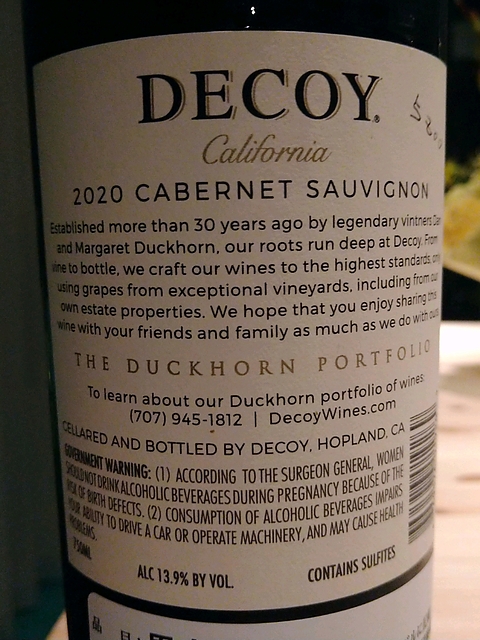 DECOY
California
2020 CABERNET SAUVIGNON
Established more than 30 years ago by legendary vintners Dan
and Margaret Duckhorn, our roots run deep at Decoy. From
vine to bottle, we craft our wines to the highest standards, only
using grapes from exceptional vineyards, including from our
own estate properties. We hope that you enjoy sharing this
wine with your friends and family as much as we do with ours.
THE DUCKHORN PORTFOLIO
To learn about our Duckhorn portfolio of wines:
(707) 945-1812 | DecoyWines.com
CELLARED AND BOTTLED BY DECOY, HOPLAND, CA
GOVERNMENT WARNING: (1) ACCORDING TO THE SURGEON GENERAL, WOMEN
SHOULD NOT DRINK ALCOHOLIC BEVERAGES DURING PREGNANCY BECAUSE OF THE
RISK OF BIRTH DEFECTS. (2) CONSUMPTION OF ALCOHOLIC BEVERAGES IMPAIRS
YOUR ABILITY TO DRIVE A CAR OR OPERATE MACHINERY, AND MAY CAUSE HEALTH
PROBLEMS.
750ML
ALC 13.9% BY VOL. CONTAINS SULFITES